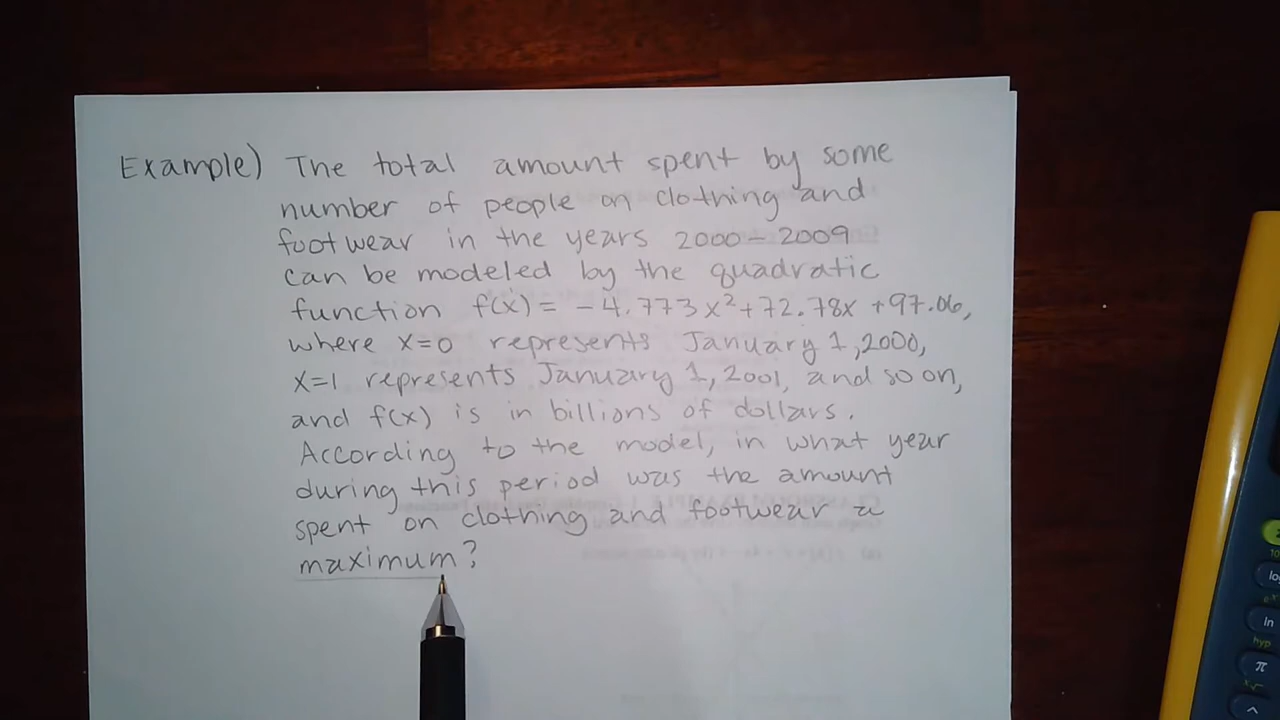 Example) The total amount spent by some
number of people on clothing and
footwear in the years 2000-2009
can be modeled by the quadratic
function f(x) = -4.773x²+72.78x +97.06,
where x=0 represents January 1, 2000,
x=1 represents January 1, 2001, and so on,
and f(x) is in billions of dollars.
According to the model, in what year
during this period was the amount
spent on clothing and footwear a
maximum?
ln
hyp
π
^